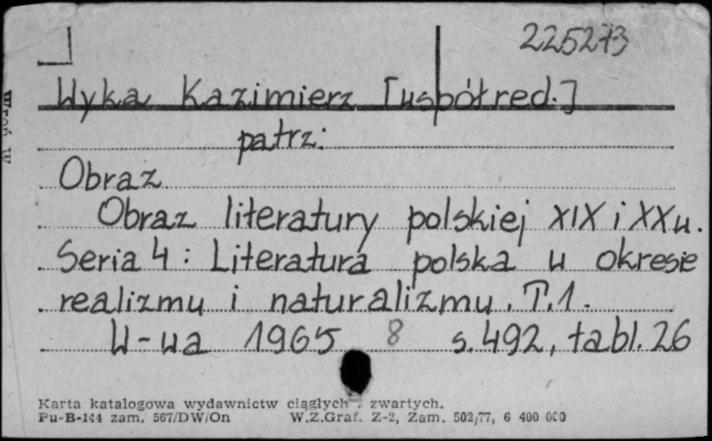 225273
Wyka Kazimierz [współred.]
patrz:
Obraz
Obraz literatury polskiej XIX i XX w.
Seria 4: Literatura polska w okresie
realizmu i naturalizmu. T.1.
W-wa 1965 8 s. 492, tabl. 26
Karta katalogowa wydawnictw ciągłych i zwartych.
Pu-B-144 zam. 567/DW/On W.Z.Graf. Z-2, Zam. 502/77, 6 400 000